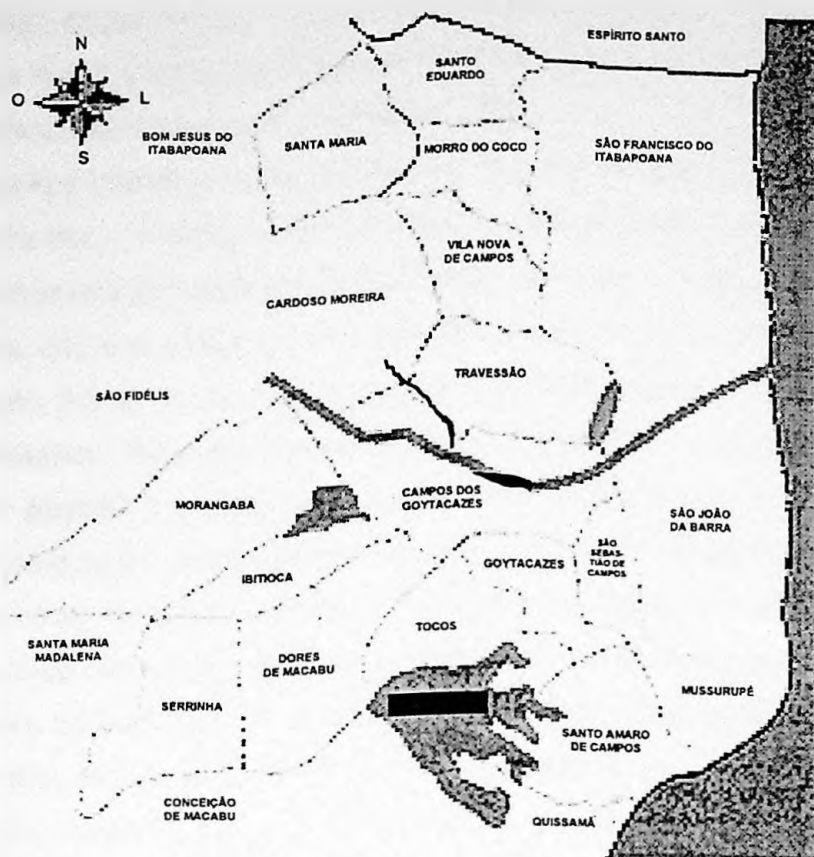 ESPÍRITO SANTO
N
SANTO
EDUARDO
O
L
S
BOM JESUS DO
ITABAPOANA
SANTA MARIA
MORRO DO COCO
SÃO FRANCISCO DO
ITABAPOANA
VILA NOVA
DE CAMPOS
CARDOSO MOREIRA
TRAVESSÃO
SÃO FIDÉLIS
MORANGABA
CAMPOS DOS
GOYTACAZES
SÃO JOÃO
DA BARRA
IBITIOCA
GOYTACAZES
SÃO
SEBAS-
TIÃO DE
CAMPOS
TOCOS
SANTA MARIA
MADALENA
DORES
DE MACABU
SERRINHA
MUSSURUPÉ
SANTO AMARO
DE CAMPOS
CONCEIÇÃO
DE MACABU
QUISSAMÃ